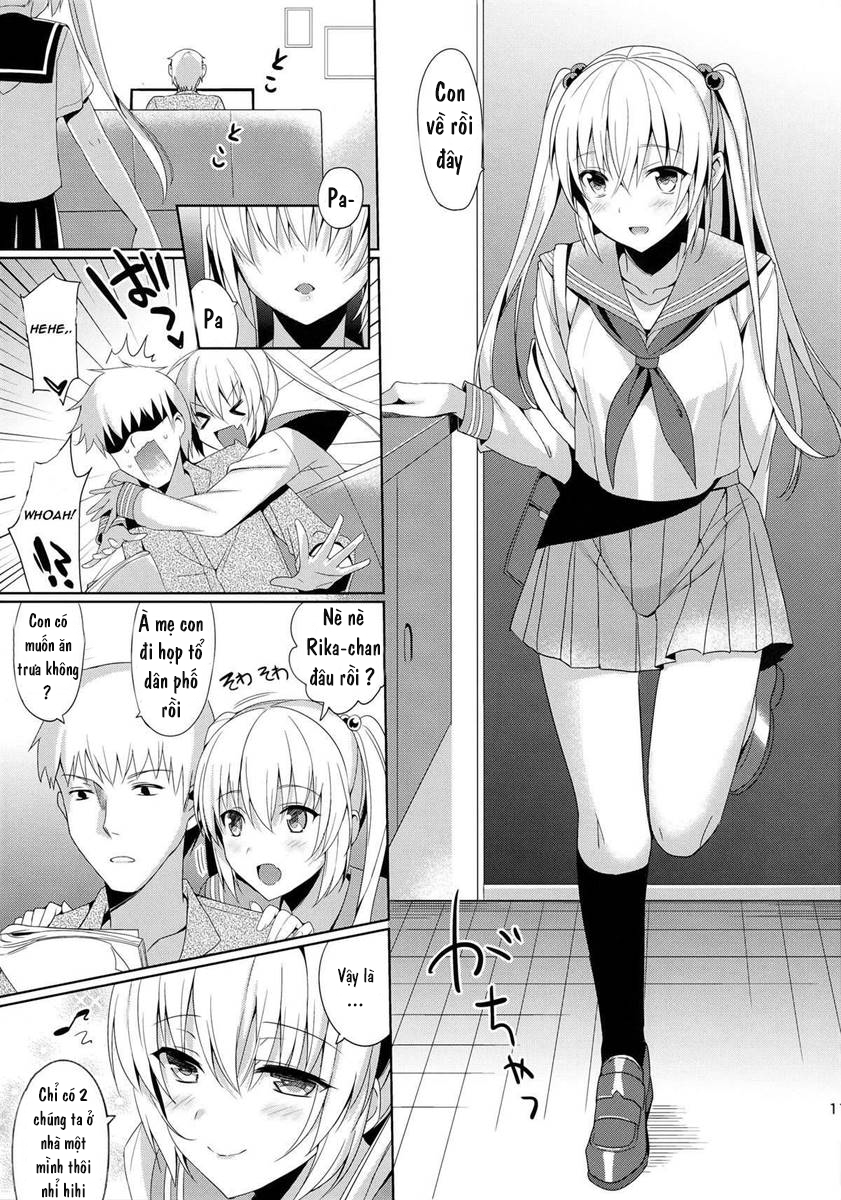 Con
về rồi
đây
がちゃっ
とこ
とこ
Pa-
Pa
ばっ
HEHE,.
WHOAH!
!?
Nè nè
Rika-chan
đâu rồi ?
À mẹ con
đi họp tổ
dân phố
rồi
Con có
muốn ăn
trưa không
?
そわそわ
Vậy là
...
Chỉ có 2
chúng ta ở
nhà một
mình thôi
nhỉ hihi